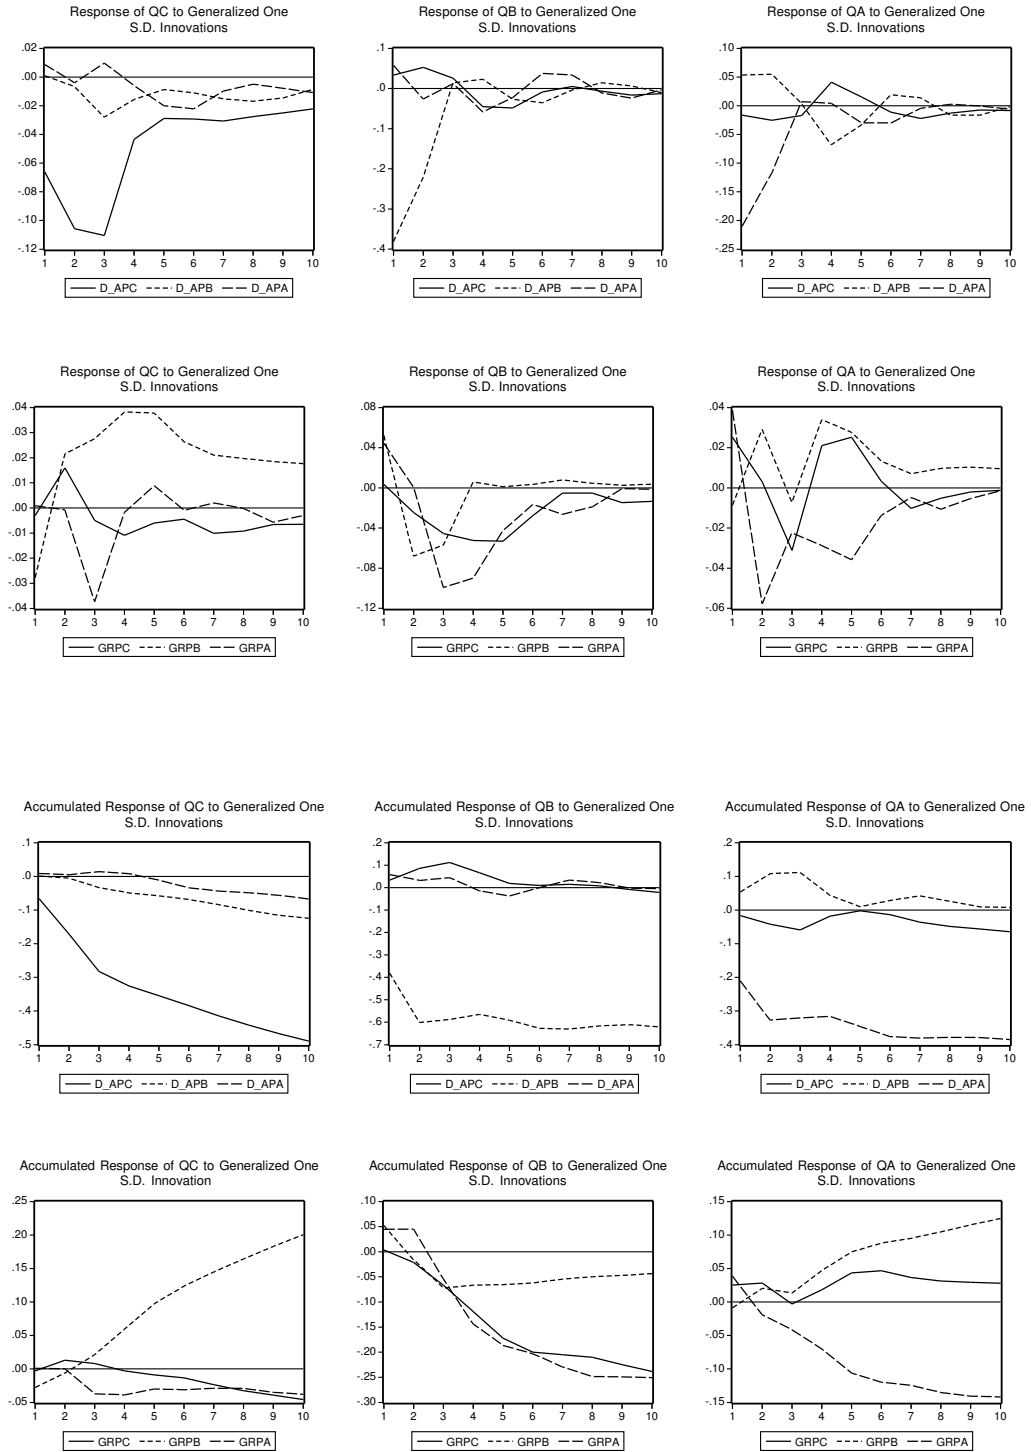 Response of QC to Generalized One
S.D. Innovations
.02
.00
-.02
-.04
-.06
-.08
-.10
-.12
1 2 3 4 5 6 7 8 9 10
D_APC D_APB D_APA
Response of QB to Generalized One
S.D. Innovations
.1
.0
-.1
-.2
-.3
-.4
1 2 3 4 5 6 7 8 9 10
D_APC D_APB D_APA
Response of QA to Generalized One
S.D. Innovations
.10
.05
.00
-.05
-.10
-.15
-.20
-.25
1 2 3 4 5 6 7 8 9 10
D_APC D_APB D_APA
Response of QC to Generalized One
S.D. Innovations
.04
.03
.02
.01
.00
-.01
-.02
-.03
-.04
1 2 3 4 5 6 7 8 9 10
GRPC GRPB GRPA
Response of QB to Generalized One
S.D. Innovations
.08
.04
.00
-.04
-.08
-.12
1 2 3 4 5 6 7 8 9 10
GRPC GRPB GRPA
Response of QA to Generalized One
S.D. Innovations
.04
.02
.00
-.02
-.04
-.06
1 2 3 4 5 6 7 8 9 10
GRPC GRPB GRPA
Accumulated Response of QC to Generalized One
S.D. Innovations
.1
.0
-.1
-.2
-.3
-.4
-.5
1 2 3 4 5 6 7 8 9 10
D_APC D_APB D_APA
Accumulated Response of QB to Generalized One
S.D. Innovations
.2
.1
.0
-.1
-.2
-.3
-.4
-.5
-.6
-.7
1 2 3 4 5 6 7 8 9 10
D_APC D_APB D_APA
Accumulated Response of QA to Generalized One
S.D. Innovations
.2
.1
.0
-.1
-.2
-.3
-.4
1 2 3 4 5 6 7 8 9 10
D_APC D_APB D_APA
Accumulated Response of QC to Generalized One
S.D. Innovation
.25
.20
.15
.10
.05
.00
-.05
1 2 3 4 5 6 7 8 9 10
GRPC GRPB GRPA
Accumulated Response of QB to Generalized One
S.D. Innovations
.10
.05
.00
-.05
-.10
-.15
-.20
-.25
-.30
1 2 3 4 5 6 7 8 9 10
GRPC GRPB GRPA
Accumulated Response of QA to Generalized One
S.D. Innovations
.15
.10
.05
.00
-.05
-.10
-.15
1 2 3 4 5 6 7 8 9 10
GRPC GRPB GRPA